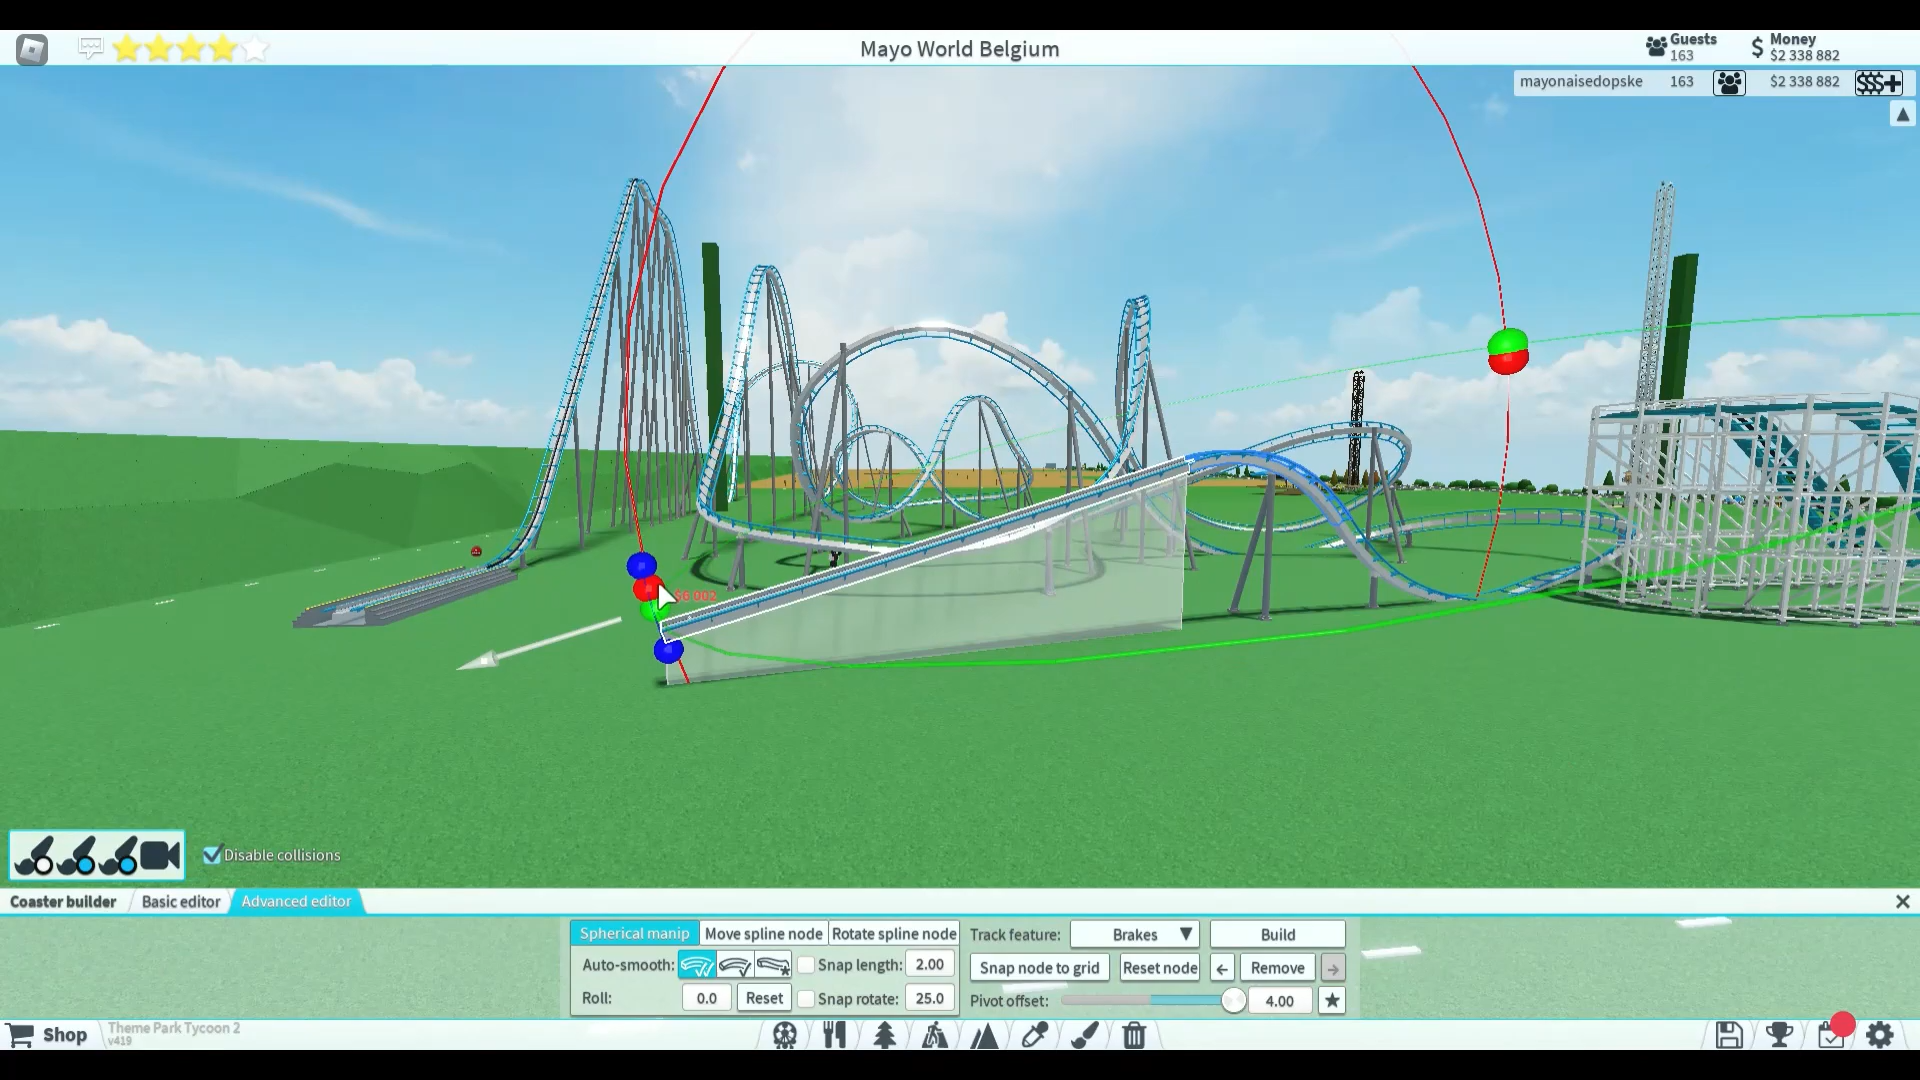 Mayo World Belgium
Guests
163
$ Money
$2 338 882
mayonaisedopske 163 $2 338 882 $$$+
$6 002
Disable collisions
Coaster builder Basic editor Advanced editor
Spherical manip Move spline node Rotate spline node Track feature: Brakes Build
Auto-smooth: Snap length: 2.00 Snap node to grid Reset node Remove
Roll: 0.0 Reset Snap rotate: 25.0 Pivot offset: 4.00
Shop
Theme Park Tycoon 2
v419